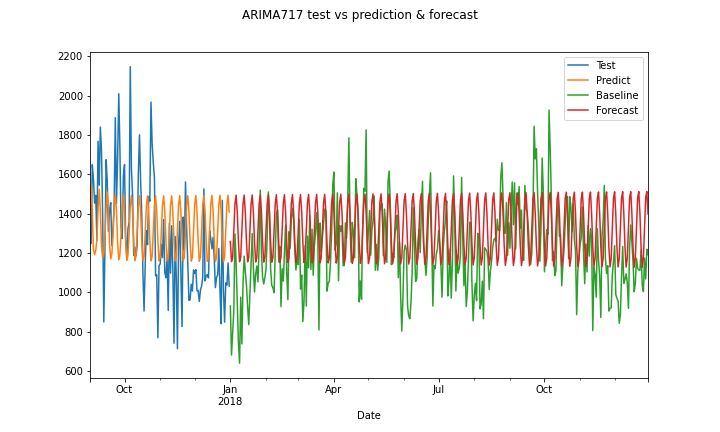 ARIMA717 test vs prediction & forecast
2200
2000
1800
1600
1400
1200
1000
800
600
Test
Predict
Baseline
Forecast
Oct
Jan
2018
Apr
Jul
Oct
Date